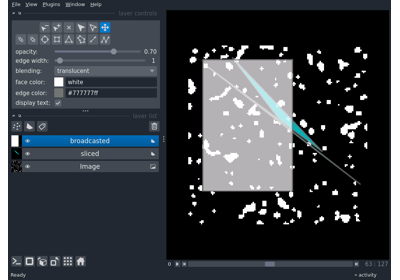 File View Plugins Window Help
layer controls
opacity: 0.70
edge width: 1
blending: translucent
face color: white
edge color: #777777ff
display text:
layer list
broadcasted
sliced
Image
63 127
Ready activity